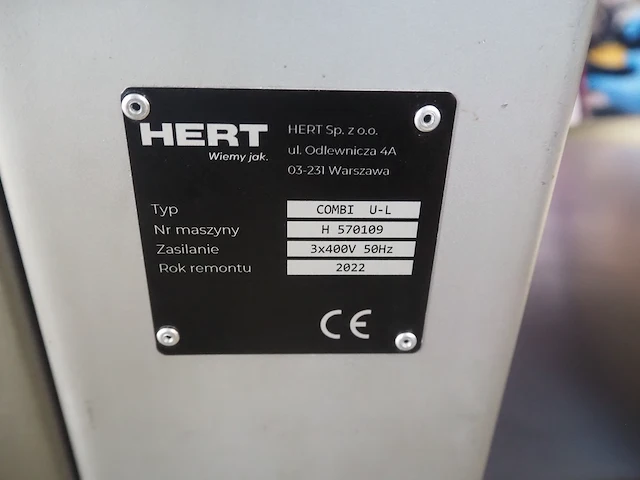 HERT
Wiemy jak.
HERT Sp. z o.o.
ul. Odlewnicza 4A
03-231 Warszawa
Typ COMBI U-L
Nr maszyny H 570109
Zasilanie 3x400V 50Hz
Rok remontu 2022
CE